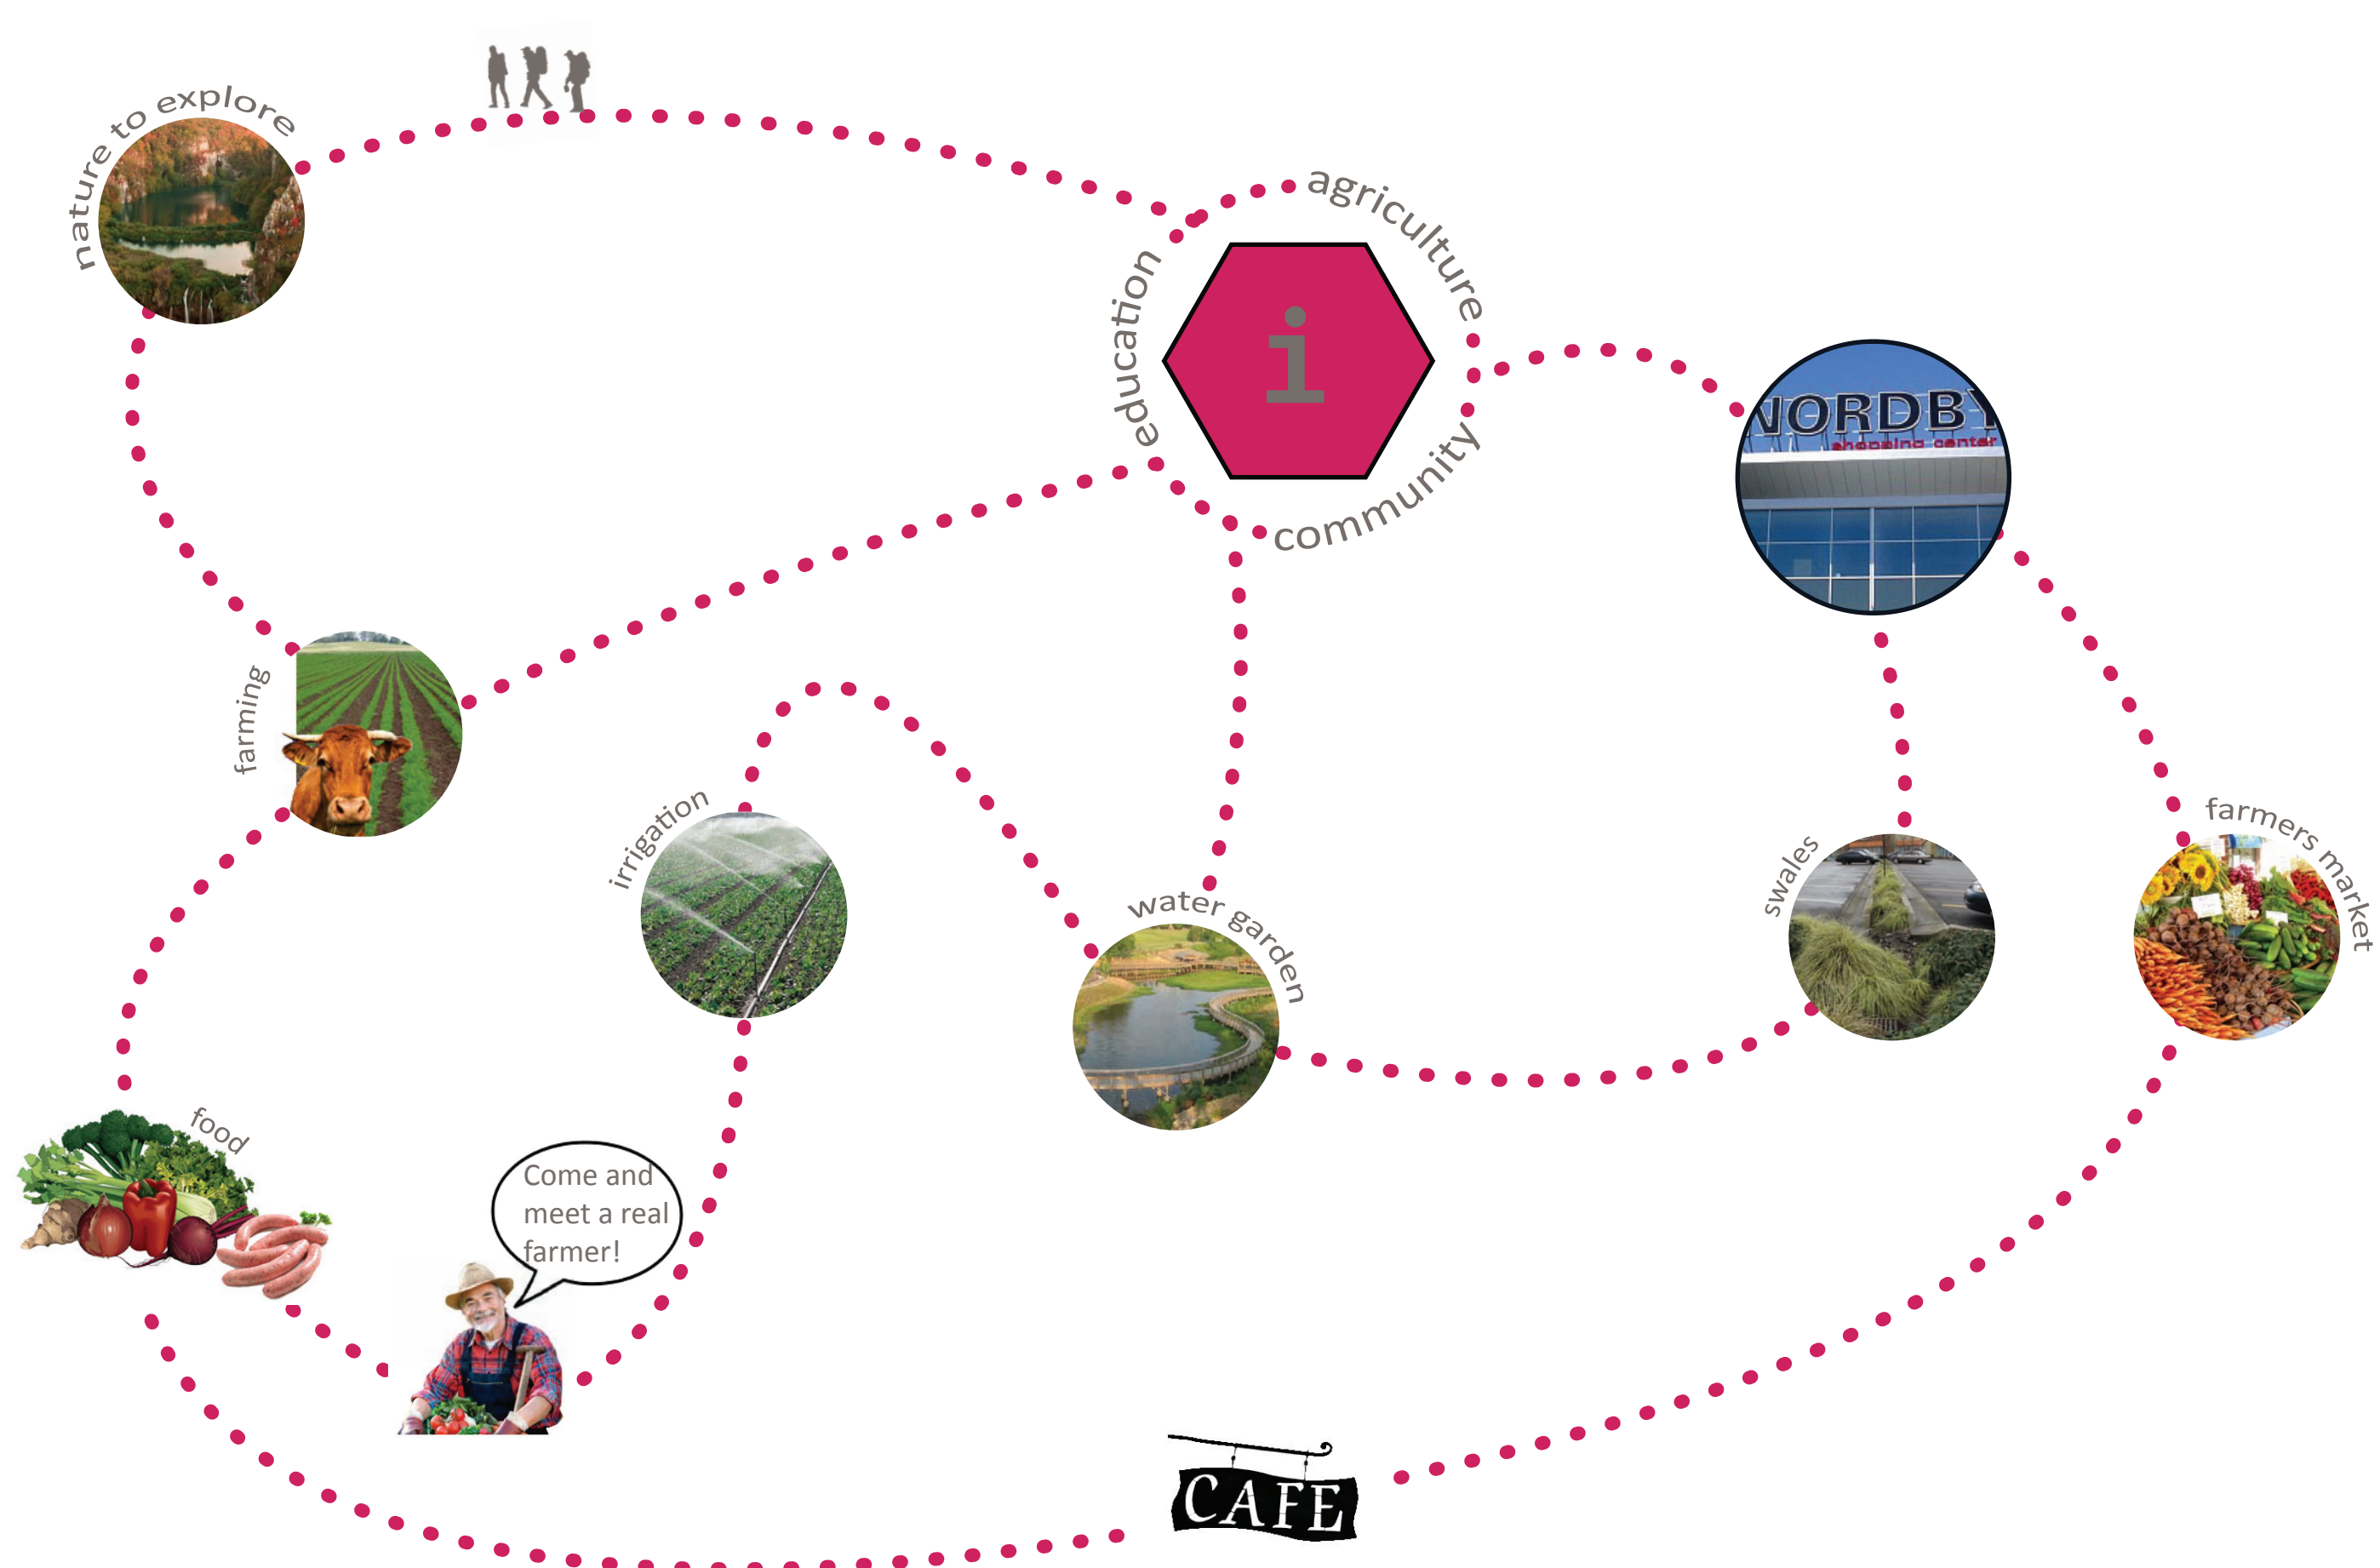 nature to explore
agriculture
education
i
community
NORDBY
shopping center
farming
irrigation
farmers market
swales
water garden
food
Come and
meet a real
farmer!
CAFE